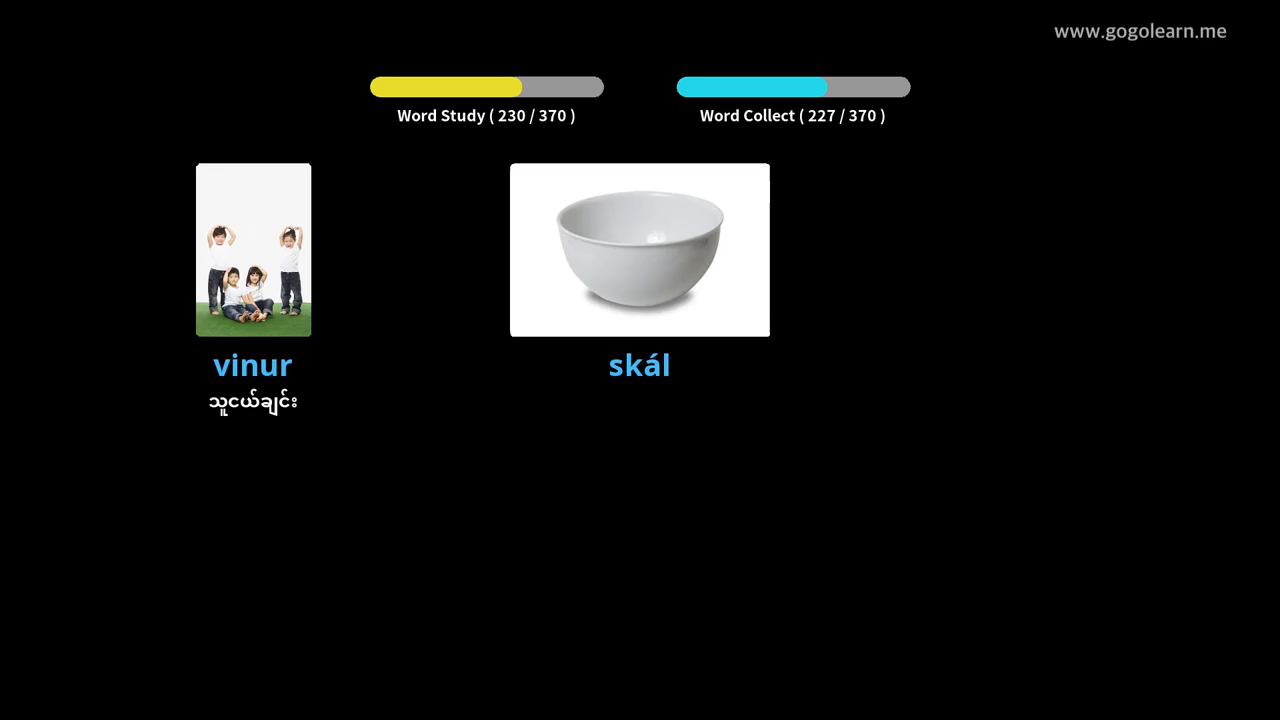 www.gogolearn.me
Word Study ( 230 / 370 )
Word Collect ( 227 / 370 )
vinur
သူငယ်ချင်း
skál